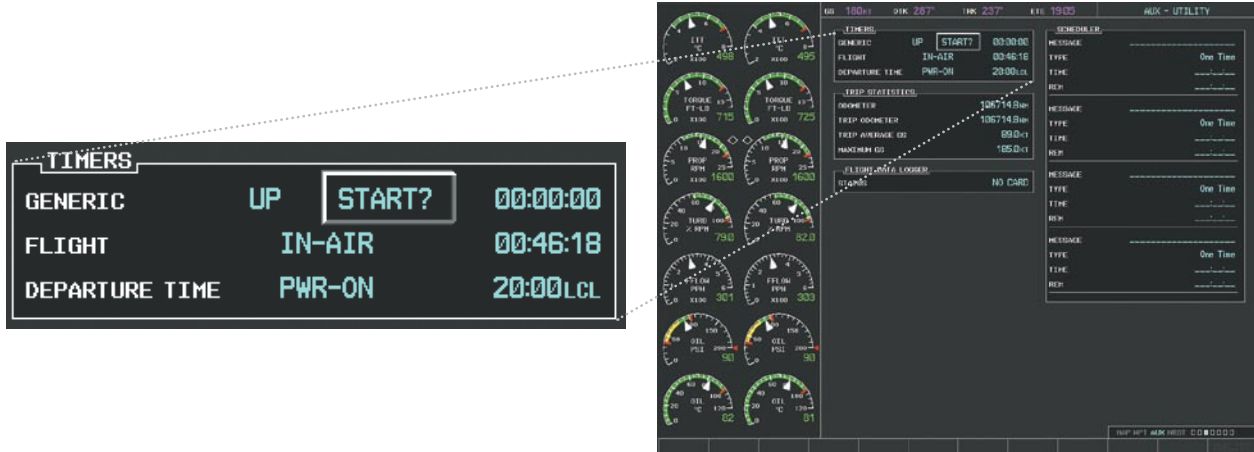 TIMERS
GENERIC UP START? 00:00:00
FLIGHT IN-AIR 00:46:18
DEPARTURE TIME PWR-ON 20:00LCL
GS 180KT DTK 287° TRK 237° ETE 19:05 AUX - UTILITY
TIMERS
GENERIC UP START? 00:00:00
FLIGHT IN-AIR 00:46:18
DEPARTURE TIME PWR-ON 20:00LCL
TRIP STATISTICS
ODOMETER 106714.9NM
TRIP ODOMETER 106714.9NM
TRIP AVERAGE GS 89.0KT
MAXIMUM GS 185.0KT
FLIGHT DATA LOGGER
STATUS NO CARD
SCHEDULER
MESSAGE
TYPE One Time
TIME
REM
MESSAGE
TYPE One Time
TIME
REM
MESSAGE
TYPE One Time
TIME
REM
MESSAGE
TYPE One Time
TIME
REM
ITT °C X100 498
ITT °C X100 495
TORQUE FT-LB X100 715
TORQUE FT-LB X100 725
PROP RPM X100 1600
PROP RPM X100 1600
TURB % RPM 79.0
TURB % RPM 82.0
FFLOW PPH X100 301
FFLOW PPH X100 303
OIL PSI 90
OIL PSI 90
OIL °C 82
OIL °C 81
MAP WPT AUX NRST